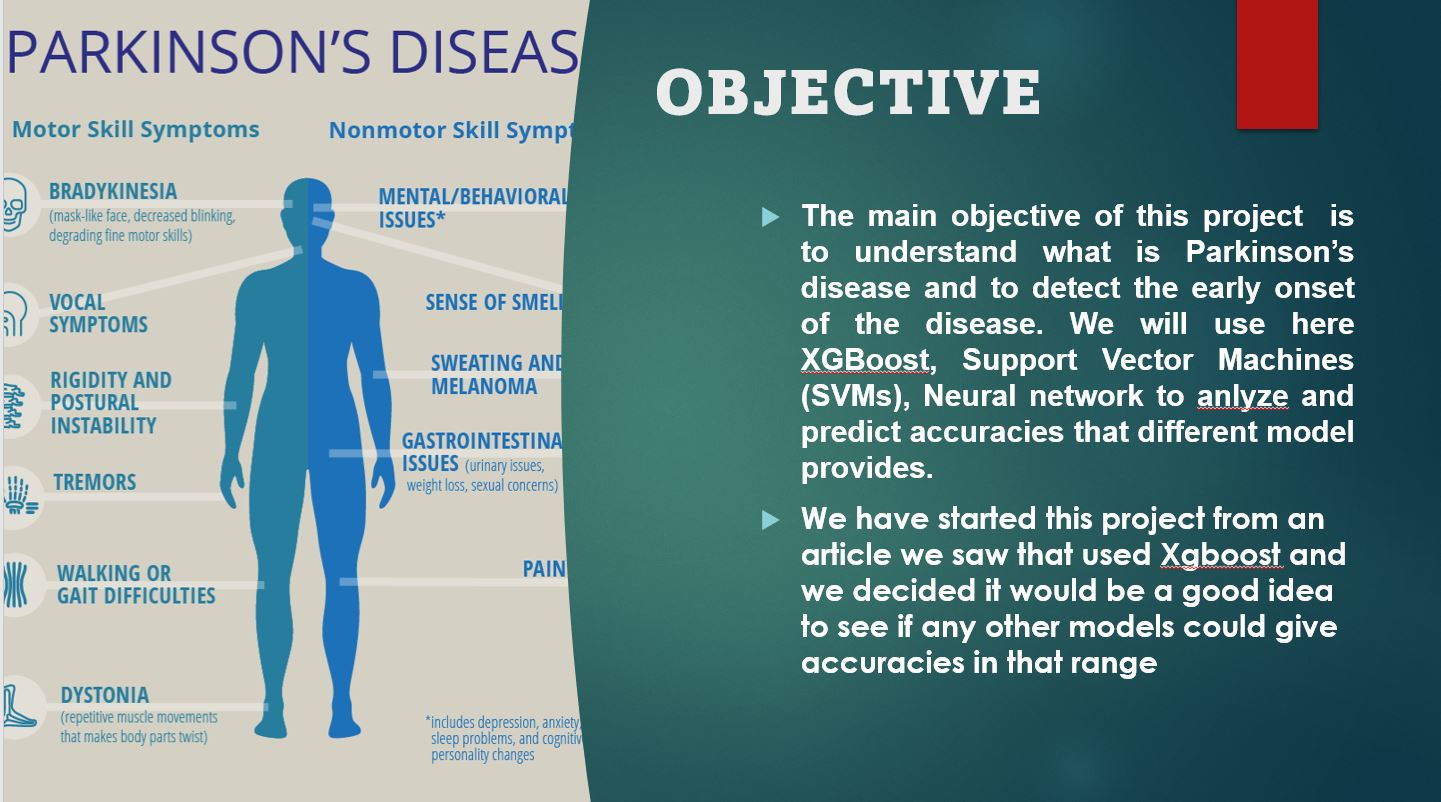 PARKINSON'S DISEAS
Motor Skill Symptoms
Nonmotor Skill Sympt
BRADYKINESIA
(mask-like face, decreased blinking,
degrading fine motor skills)
VOCAL
SYMPTOMS
RIGIDITY AND
POSTURAL
INSTABILITY
TREMORS
WALKING OR
GAIT DIFFICULTIES
DYSTONIA
(repetitive muscle movements
that makes body parts twist)
MENTAL/BEHAVIORAL
ISSUES*
SENSE OF SMELL
SWEATING AND
MELANOMA
GASTROINTESTINA
ISSUES (urinary issues,
weight loss, sexual concerns)
PAIN
*includes depression, anxiety,
sleep problems, and cognitiv
personality changes
OBJECTIVE
The main objective of this project is
to understand what is Parkinson’s
disease and to detect the early onset
of the disease. We will use here
XGBoost, Support Vector Machines
(SVMs), Neural network to anlyze and
predict accuracies that different model
provides.
We have started this project from an
article we saw that used Xgboost and
we decided it would be a good idea
to see if any other models could give
accuracies in that range